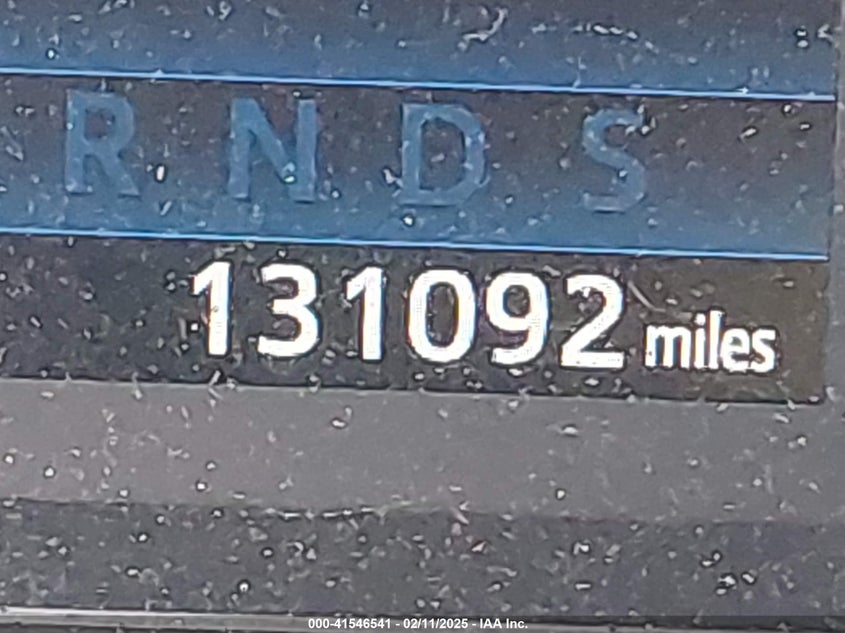 R N D S
131092 miles
000-41546541 - 02/11/2025 - IAA Inc.